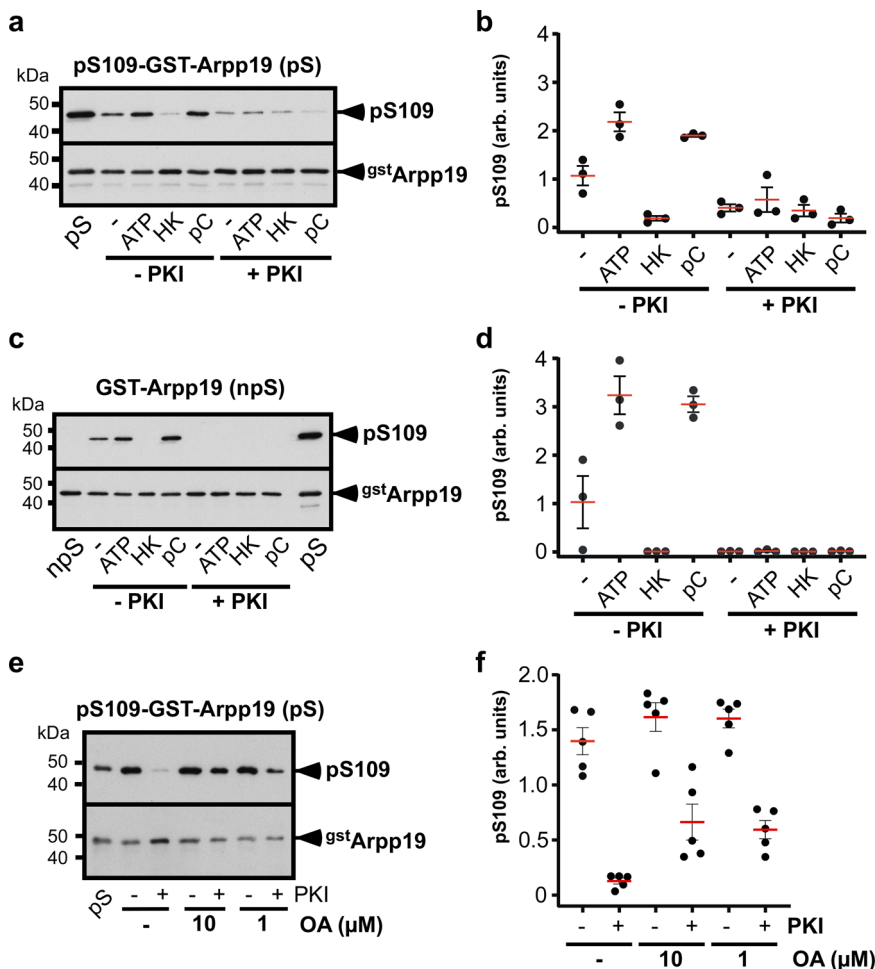 a
pS109-GST-Arpp19 (pS)
kDa
50
40
pS109
50
40
gstArpp19
pS - ATP HK pC - ATP HK pC
- PKI + PKI
b
pS109 (arb. units)
4
3
2
1
0
- ATP HK pC - ATP HK pC
- PKI + PKI
c
GST-Arpp19 (npS)
kDa
50
40
pS109
50
40
gstArpp19
npS - ATP HK pC - ATP HK pC pS
- PKI + PKI
d
pS109 (arb. units)
4
3
2
1
0
- ATP HK pC - ATP HK pC
- PKI + PKI
e
pS109-GST-Arpp19 (pS)
kDa
50
40
pS109
50
40
gstArpp19
pS - + - + - + PKI
- 10 1 OA (µM)
f
pS109 (arb. units)
2.0
1.5
1.0
0.5
0
- + - + - + PKI
- 10 1 OA (µM)